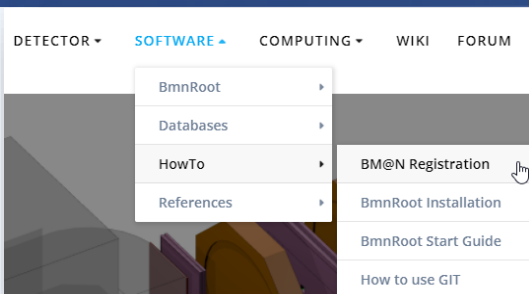 DETECTOR SOFTWARE COMPUTING WIKI FORUM
BmnRoot
Databases
HowTo
References
BM@N Registration
BmnRoot Installation
BmnRoot Start Guide
How to use GIT